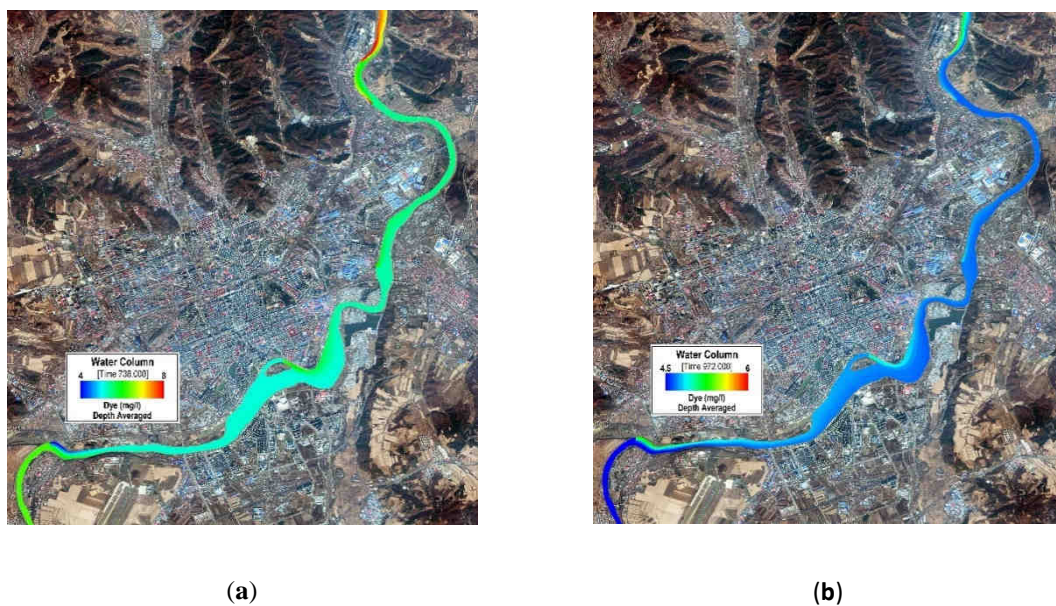 Water Column
[Time 738.000]
4 8
Dye (mg/l)
Depth Averaged
Water Column
[Time 972.000]
4.5 6
Dye (mg/l)
Depth Averaged
(a) (b)